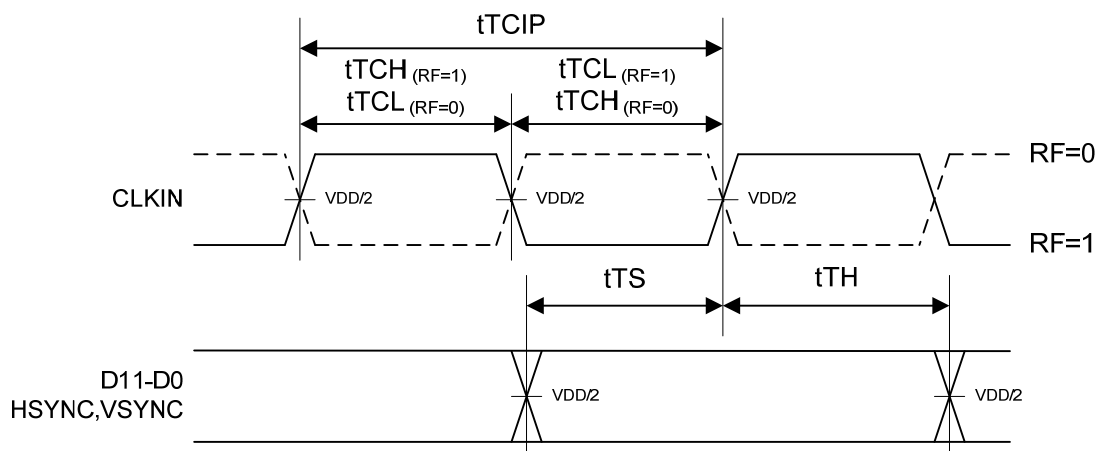 tTCIP
tTCH (RF=1)
tTCL (RF=0)
tTCL (RF=1)
tTCH (RF=0)
RF=0
CLKIN
VDD/2
VDD/2
VDD/2
RF=1
tTS
tTH
D11-D0
HSYNC,VSYNC
VDD/2
VDD/2